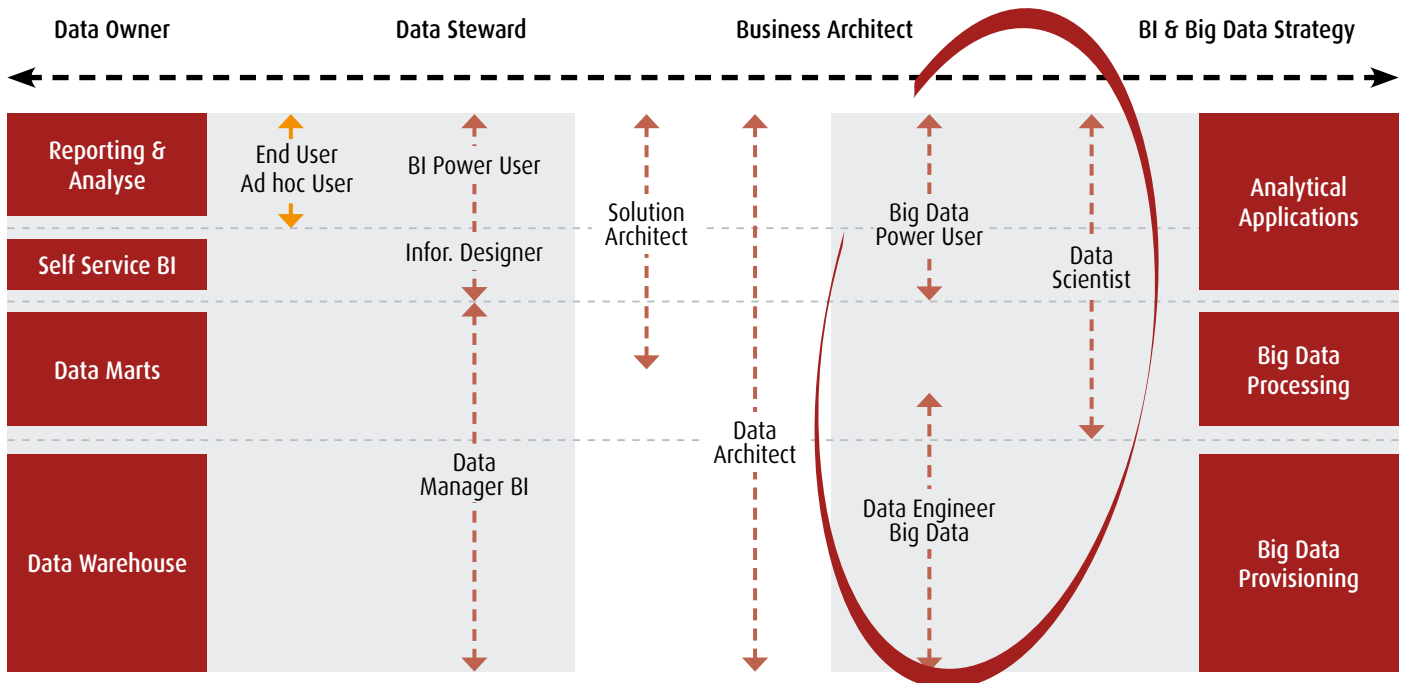 Data Owner
Data Steward
Business Architect
BI & Big Data Strategy
Reporting &
Analyse
Self Service BI
Data Marts
Data Warehouse
End User
Ad hoc User
BI Power User
Infor. Designer
Data
Manager BI
Solution
Architect
Data
Architect
Big Data
Power User
Data Engineer
Big Data
Data
Scientist
Analytical
Applications
Big Data
Processing
Big Data
Provisioning